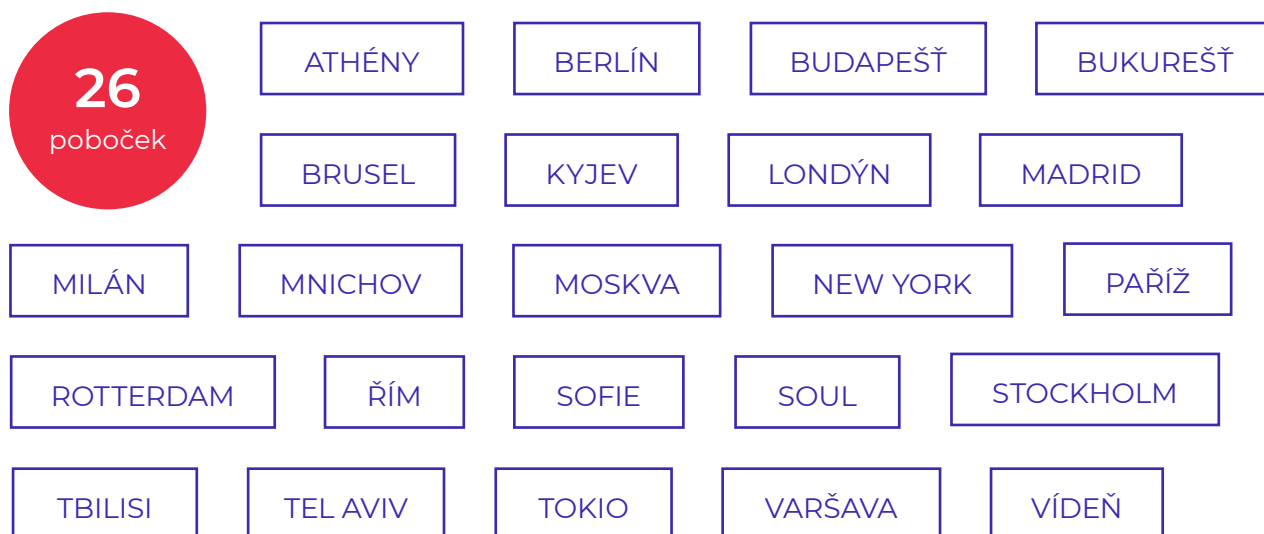 26
poboček
ATHÉNY BERLÍN BUDAPEŠŤ BUKUREŠŤ
BRUSEL KYJEV LONDÝN MADRID
MILÁN MNICHOV MOSKVA NEW YORK PAŘÍŽ
ROTTERDAM ŘÍM SOFIE SOUL STOCKHOLM
TBILISI TEL AVIV TOKIO VARŠAVA VÍDEŇ